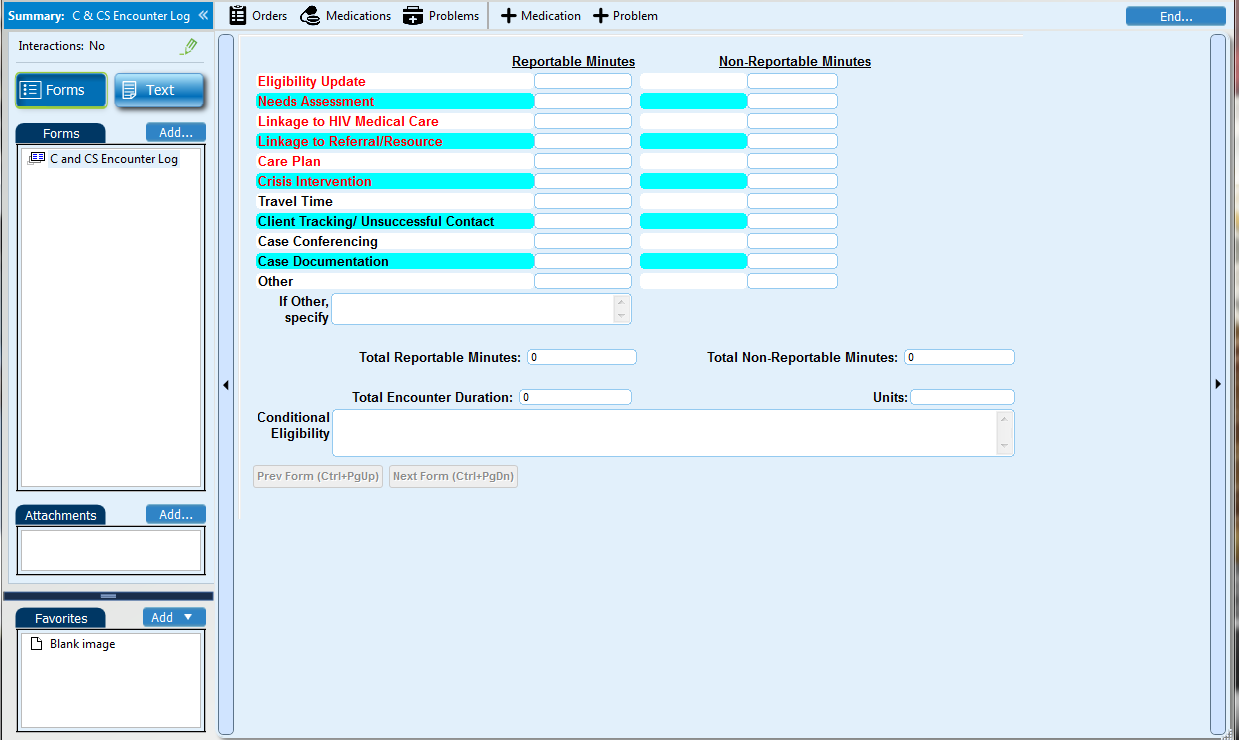 Summary: C & CS Encounter Log «
Orders Medications Problems + Medication + Problem End...
Interactions: No
Forms Text
Forms Add...
C and CS Encounter Log
Attachments Add...
Favorites Add ▼
Blank image
Reportable Minutes Non-Reportable Minutes
Eligibility Update
Needs Assessment
Linkage to HIV Medical Care
Linkage to Referral/Resource
Care Plan
Crisis Intervention
Travel Time
Client Tracking/ Unsuccessful Contact
Case Conferencing
Case Documentation
Other
If Other,
specify
Total Reportable Minutes: 0 Total Non-Reportable Minutes: 0
Total Encounter Duration: 0 Units:
Conditional
Eligibility
Prev Form (Ctrl+PgUp) Next Form (Ctrl+PgDn)